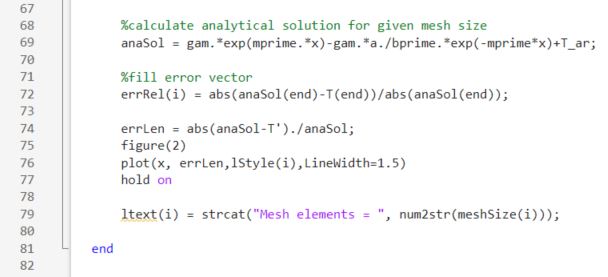 67
68 %calculate analytical solution for given mesh size
69 anaSol = gam.*exp(mprime.*x)-gam.*a./bprime.*exp(-mprime*x)+T_ar;
70
71 %fill error vector
72 errRel(i) = abs(anaSol(end)-T(end))/abs(anaSol(end));
73
74 errLen = abs(anaSol-T')./anaSol;
75 figure(2)
76 plot(x, errLen,lStyle(i),LineWidth=1.5)
77 hold on
78
79 ltext(i) = strcat("Mesh elements = ", num2str(meshSize(i)));
80
81 end
82